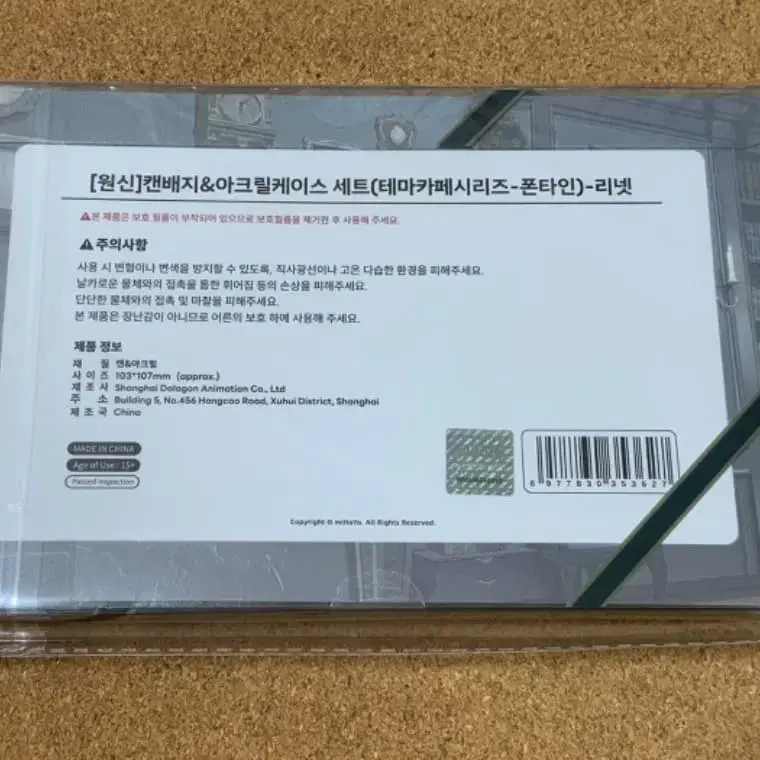 [원신]캔배지&아크릴케이스 세트(테마카페시리즈-폰타인)-리넷
⚠본 제품은 보호 필름이 부착되어 있으므로 보호필름을 제거한 후 사용해 주세요.
⚠주의사항
사용 시 변형이나 변색을 방지할 수 있도록, 직사광선이나 고온 다습한 환경을 피해주세요.
날카로운 물체와의 접촉을 통한 휘어짐 등의 손상을 피해주세요.
단단한 물체와의 접촉 및 마찰을 피해주세요.
본 제품은 장난감이 아니므로 어른의 보호 하에 사용해 주세요.
제품 정보
재 질 캔&아크릴
사 이 즈 103*107mm (approx.)
제 조 사 Shanghai Dalagon Animation Co., Ltd
주 소 Building 5, No.456 Hongcao Road, Xuhui District, Shanghai
제 조 국 China
MADE IN CHINA
Age of Use : 15+
Passed inspection
6 977830 353627
Copyright © miHoYo. All Rights Reserved.